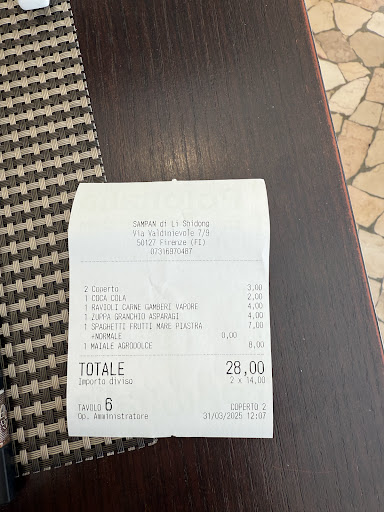 SAMPAN di Li Shidong
Via Valdinievole 7/9
50127 Firenze (FI)
07316970487
2 Coperto 3,00
1 COCA COLA 2,00
1 RAVIOLI CARNE GAMBERI VAPORE 4,00
1 ZUPPA GRANCHIO ASPARAGI 4,00
1 SPAGHETTI FRUTTI MARE PIASTRA 7,00
+NORMALE 0,00
1 MAIALE AGRODOLCE 8,00
TOTALE 28,00
Importo diviso 2 x 14,00
TAVOLO 6 COPERTO 2
Op. Amministratore 31/03/2025 12:07